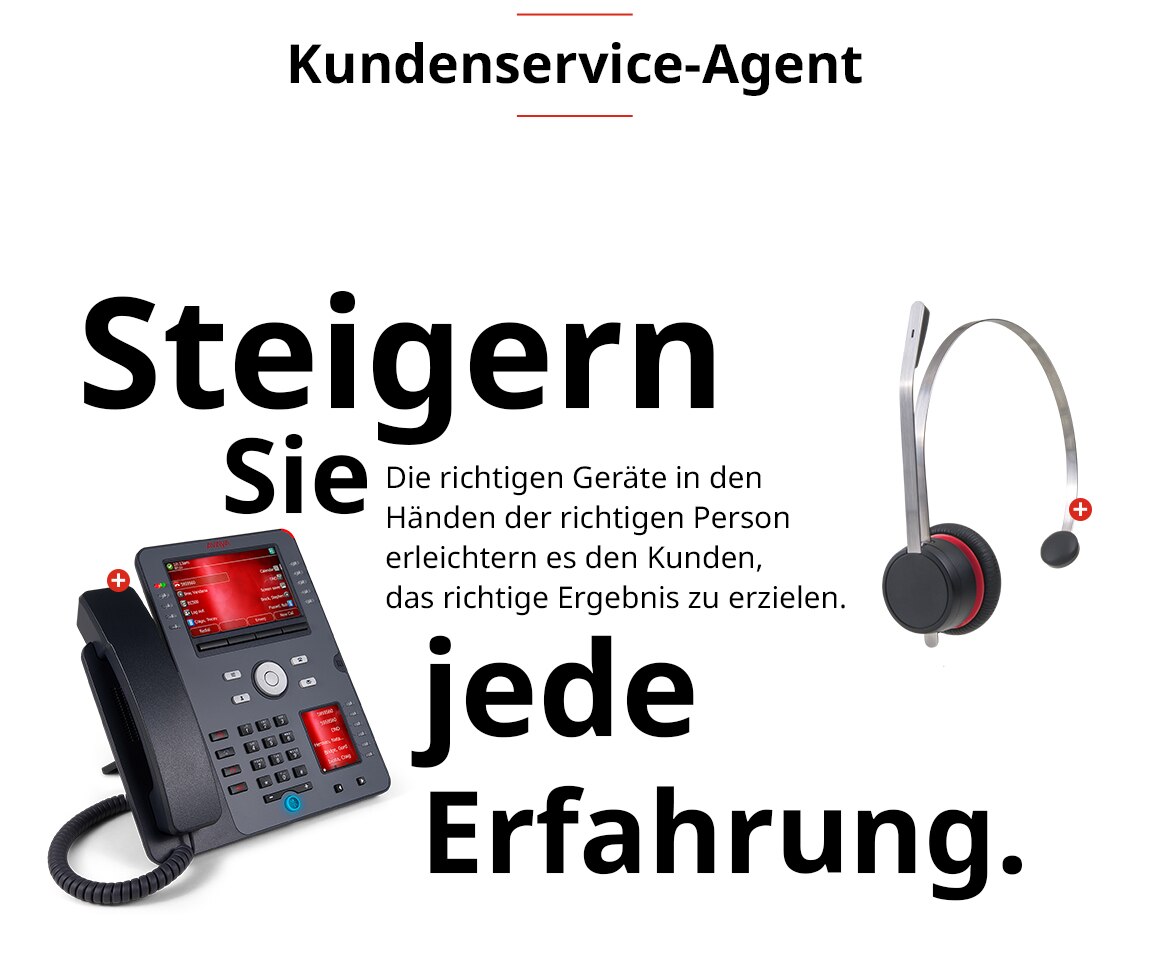 Kundenservice-Agent
Steigern
Sie
Die richtigen Geräte in den
Händen der richtigen Person
erleichtern es den Kunden,
das richtige Ergebnis zu erzielen.
jede
Erfahrung.
AVAYA